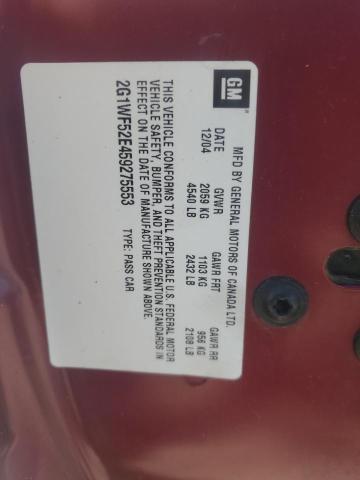 GM
MFD BY GENERAL MOTORS OF CANADA LTD.
DATE GVWR GAWR FRT GAWR RR
12/04 2059 KG 1103 KG 956 KG
4540 LB 2432 LB 2108 LB
THIS VEHICLE CONFORMS TO ALL APPLICABLE U.S. FEDERAL MOTOR
VEHICLE SAFETY, BUMPER, AND THEFT PREVENTION STANDARDS IN
EFFECT ON THE DATE OF MANUFACTURE SHOWN ABOVE.
2G1WF52E459275553 TYPE: PASS CAR